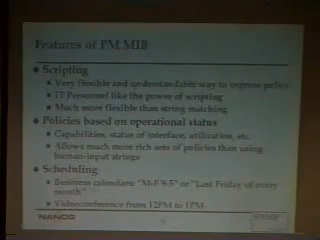 Features of PM MIB
Scripting
Very flexible and understandable way to express policy
IT Personnel like the power of scripting
Much more flexible than string matching
Policies based on operational status
Capabilities, status of interface, utilization, etc.
Allows much more rich sets of policies than using
human-input strings
Scheduling
Business calendars: "M-F 9-5" or "Last Friday of every
month"
Videoconference from 12PM to 1PM
NANOG
SNMP